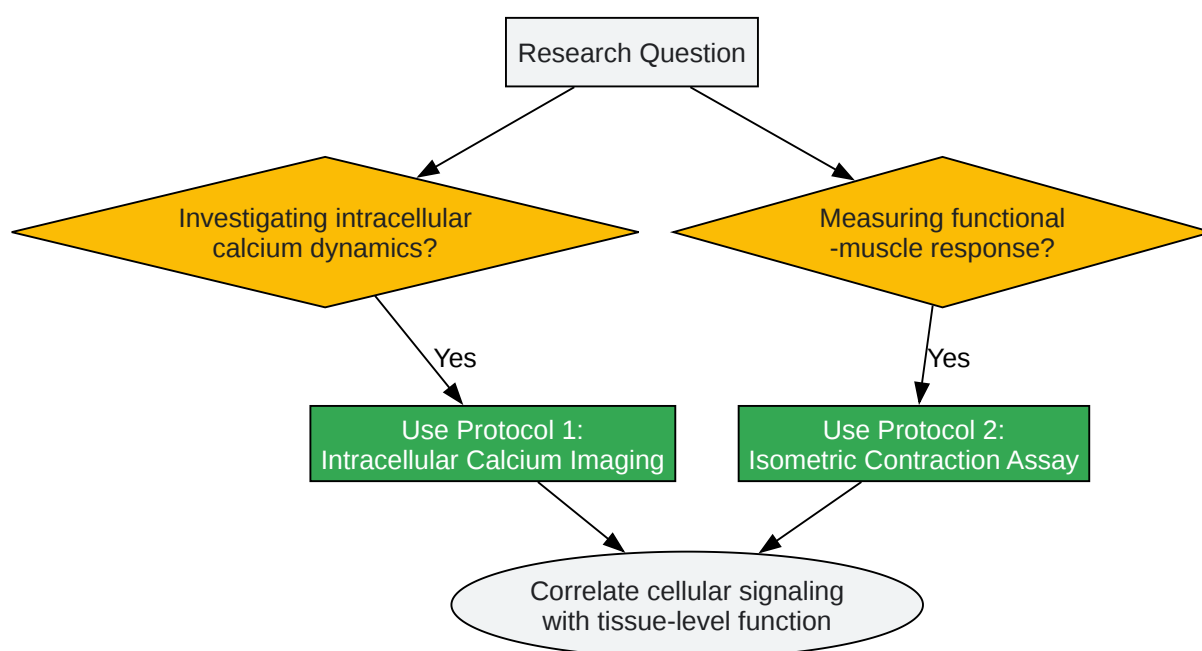 Research Question
Investigating intracellular
calcium dynamics?
Measuring functional
-muscle response?
Yes
Yes
Use Protocol 1:
Intracellular Calcium Imaging
Use Protocol 2:
Isometric Contraction Assay
Correlate cellular signaling
with tissue-level function